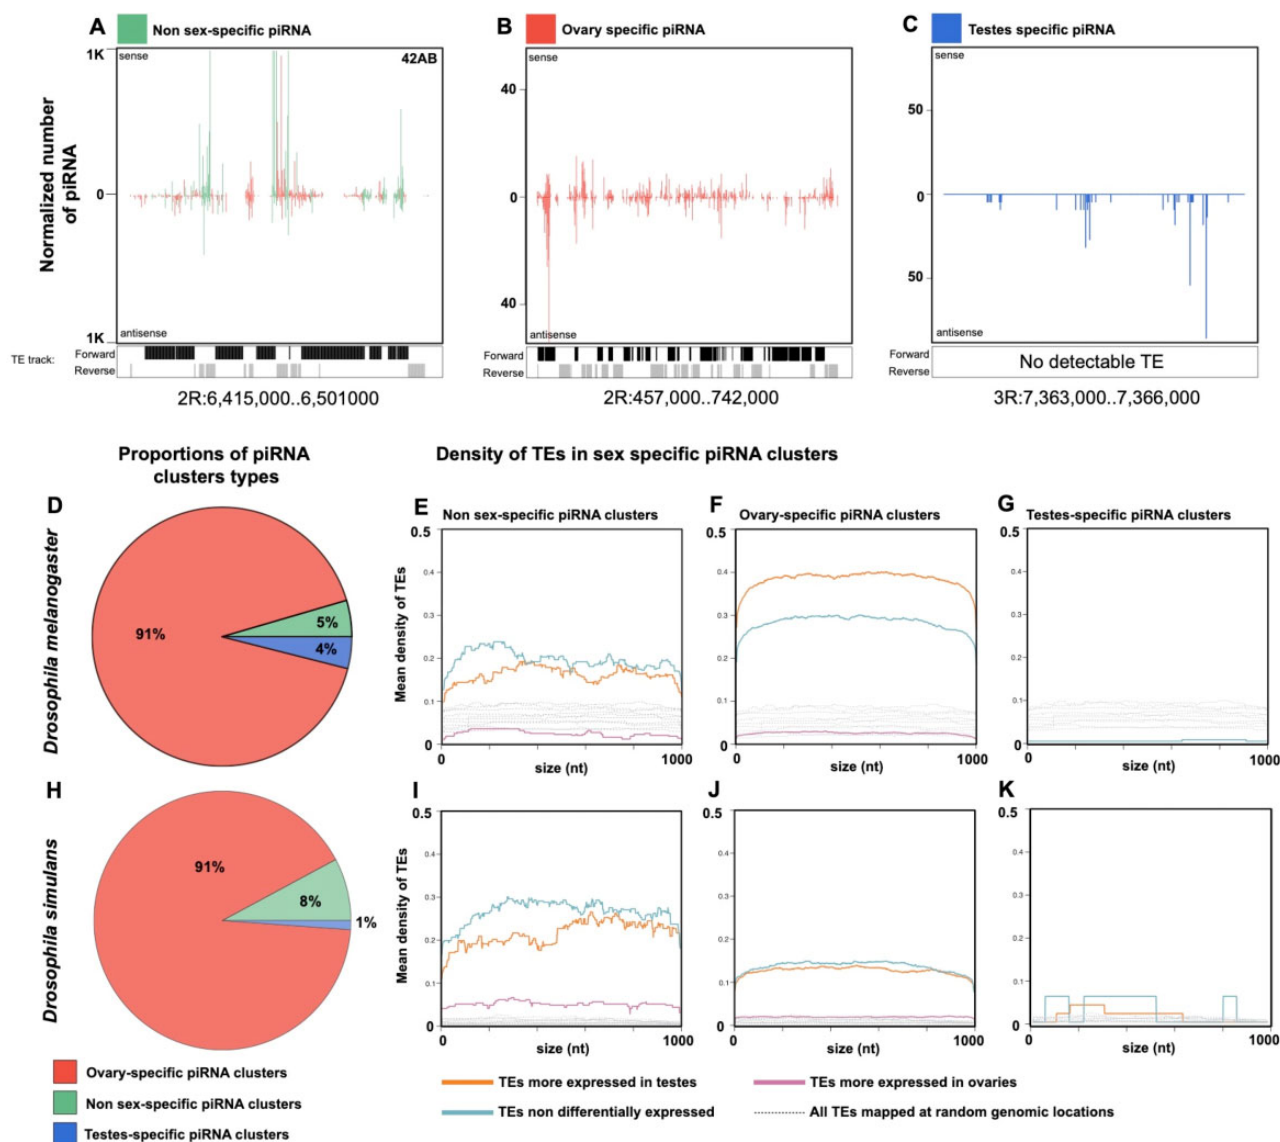 A
Non sex-specific piRNA
B
Ovary specific piRNA
C
Testes specific piRNA
Normalized number
of piRNA
1K
0
1K
sense
42AB
antisense
40
0
40
sense
antisense
50
0
50
sense
TE track:
Forward
Reverse
Forward
Reverse
Forward
Reverse
No detectable TE
2R:6,415,000..6,501000
2R:457,000..742,000
3R:7,363,000..7,366,000
Proportions of piRNA
clusters types
Density of TEs in sex specific piRNA clusters
D
Drosophila melanogaster
91%
5%
4%
E
Non sex-specific piRNA clusters
Mean density of TEs
0.5
0.4
0.3
0.2
0.1
0
0
size (nt)
1000
F
Ovary-specific piRNA clusters
0.5
0.4
0.3
0.2
0.1
0
0
size (nt)
1000
G
Testes-specific piRNA clusters
0.5
0.4
0.3
0.2
0.1
0
0
size (nt)
1000
H
Drosophila simulans
91%
8%
1%
I
Mean density of TEs
0.5
0.4
0.3
0.2
0.1
0
0
size (nt)
1000
J
0.5
0.4
0.3
0.2
0.1
0
0
size (nt)
1000
K
0.5
0.4
0.3
0.2
0.1
0
0
size (nt)
1000
Ovary-specific piRNA clusters
Non sex-specific piRNA clusters
Testes-specific piRNA clusters
TEs more expressed in testes
TEs non differentially expressed
TEs more expressed in ovaries
All TEs mapped at random genomic locations
antisense